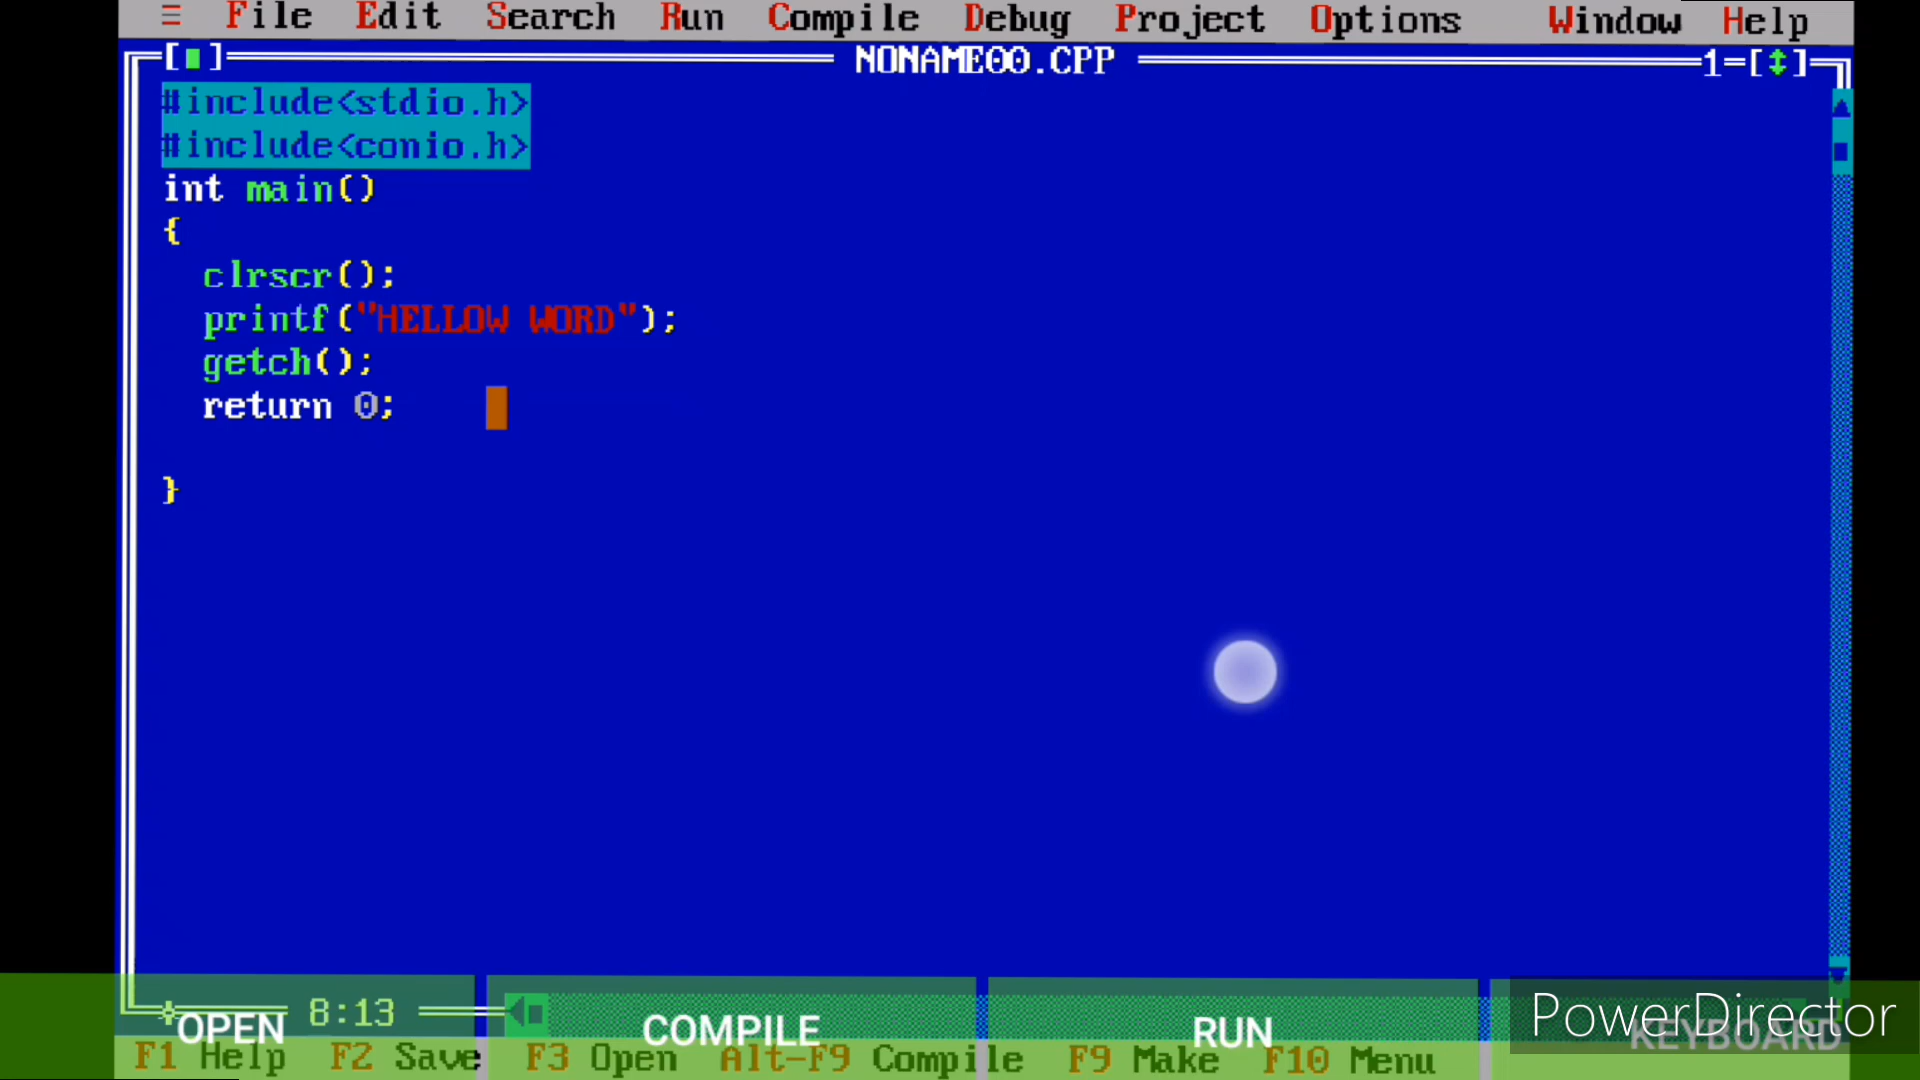 ≡ File Edit Search Run Compile Debug Project Options Window Help
[■] NONAME00.CPP 1=[↕]
#include<stdio.h>
#include<conio.h>
int main()
{
clrscr();
printf("HELLOW WORD");
getch();
return 0;
}
8:13
OPEN COMPILE RUN KEYBOARD
PowerDirector
F1 Help F2 Save F3 Open Alt-F9 Compile F9 Make F10 Menu